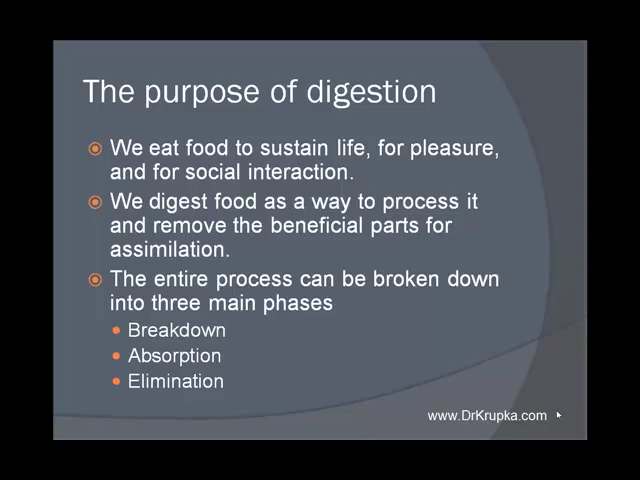 The purpose of digestion
We eat food to sustain life, for pleasure,
and for social interaction.
We digest food as a way to process it
and remove the beneficial parts for
assimilation.
The entire process can be broken down
into three main phases
Breakdown
Absorption
Elimination
www.DrKrupka.com